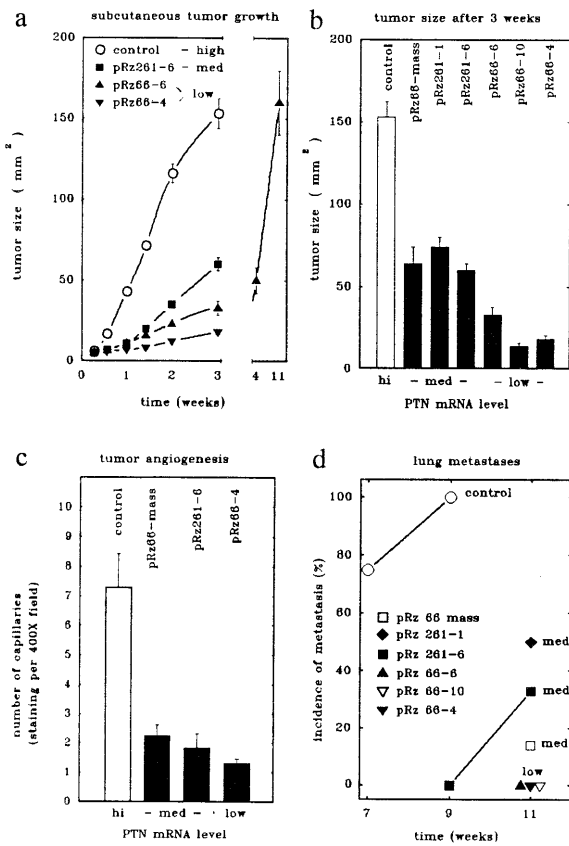 a
subcutaneous tumor growth
200
150
100
50
0
tumor size ( mm 2 )
control – high
pRz261-6 – med
pRz66-6
pRz66-4
low
0 1 2 3 4 11
time (weeks)
b
tumor size after 3 weeks
200
150
100
50
0
tumor size ( mm 2 )
control
pRz66-mass
pRz261-1
pRz261-6
pRz66-6
pRz66-10
pRz66-4
hi – med – – low –
PTN mRNA level
c
tumor angiogenesis
10
9
8
7
6
5
4
3
2
1
0
number of capillaries
(staining per 400X field)
control
pRz66-mass
pRz261-6
pRz66-4
hi – med – low
PTN mRNA level
d
lung metastases
100
80
60
40
20
0
incidence of metastasis (%)
control
pRz 66 mass
pRz 261-1
pRz 261-6
pRz 66-6
pRz 66-10
pRz 66-4
med
med
med
low
7 9 11
time (weeks)